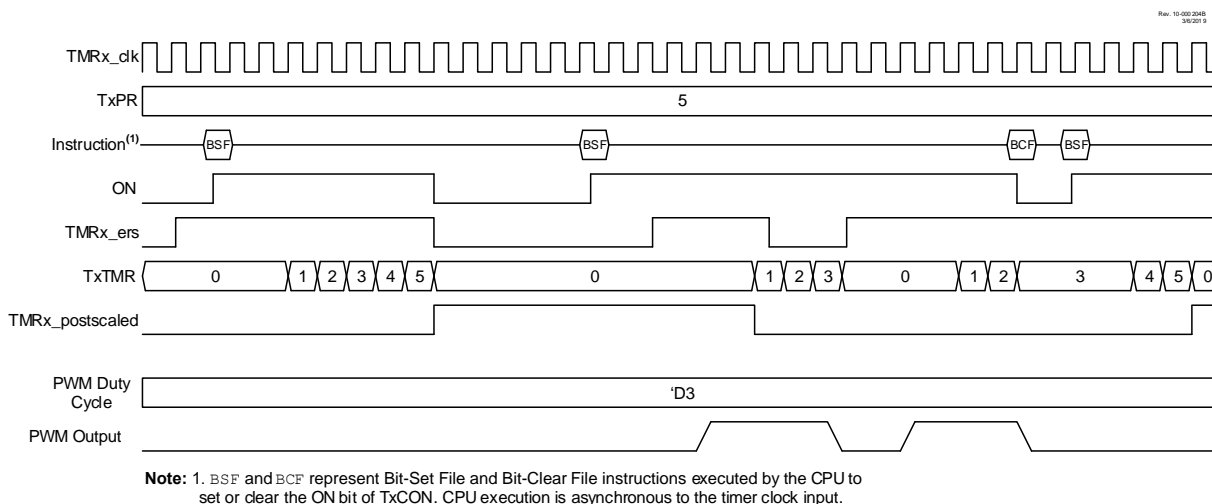 Rev. 10-000204B
3/6/2019
TMRx_clk
TxPR 5
Instruction(1) BSF BSF BCF BSF
ON
TMRx_ers
TxTMR 0 1 2 3 4 5 0 1 2 3 0 1 2 3 4 5 0
TMRx_postscaled
PWM Duty
Cycle 'D3
PWM Output
Note: 1. BSF and BCF represent Bit-Set File and Bit-Clear File instructions executed by the CPU to
set or clear the ON bit of TxCON. CPU execution is asynchronous to the timer clock input.